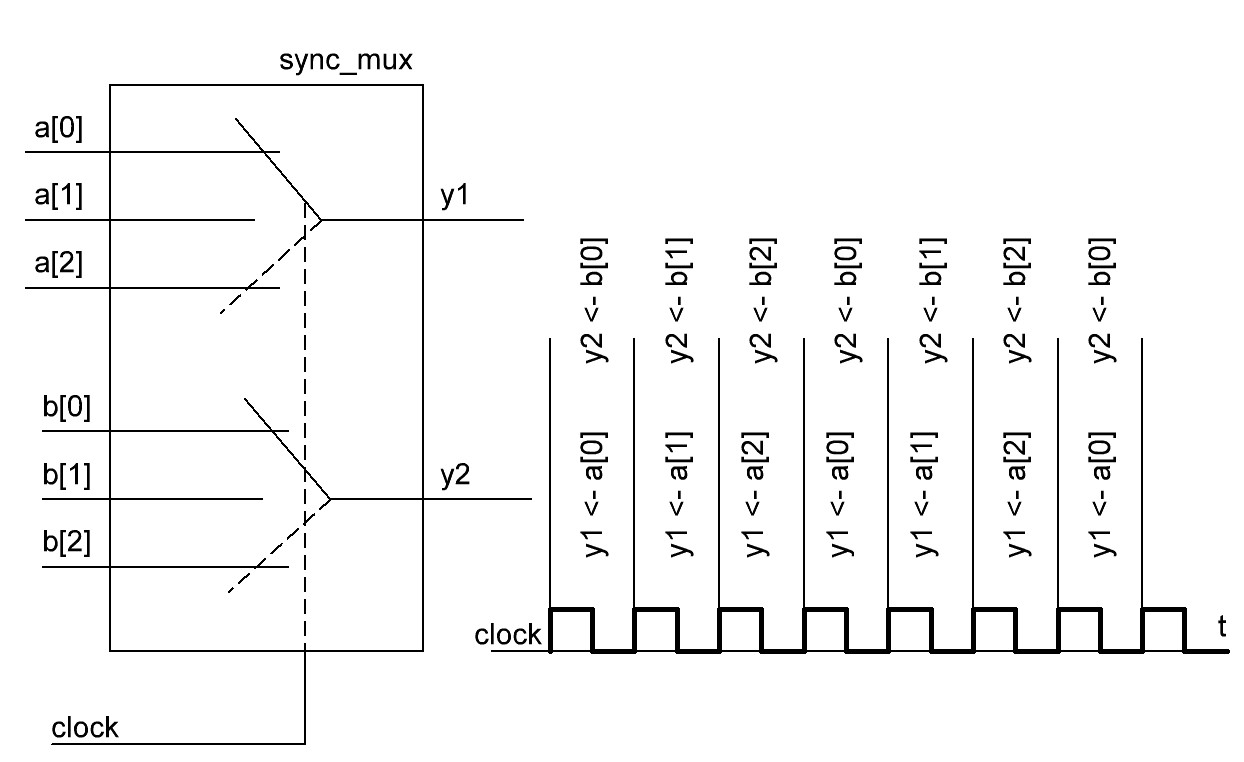 sync_mux
a[0]
a[1]
y1
a[2]
b[0]
b[1]
y2
b[2]
clock
y2 <- b[0]
y2 <- b[1]
y2 <- b[2]
y2 <- b[0]
y2 <- b[1]
y2 <- b[2]
y2 <- b[0]
y1 <- a[0]
y1 <- a[1]
y1 <- a[2]
y1 <- a[0]
y1 <- a[1]
y1 <- a[2]
y1 <- a[0]
clock
t